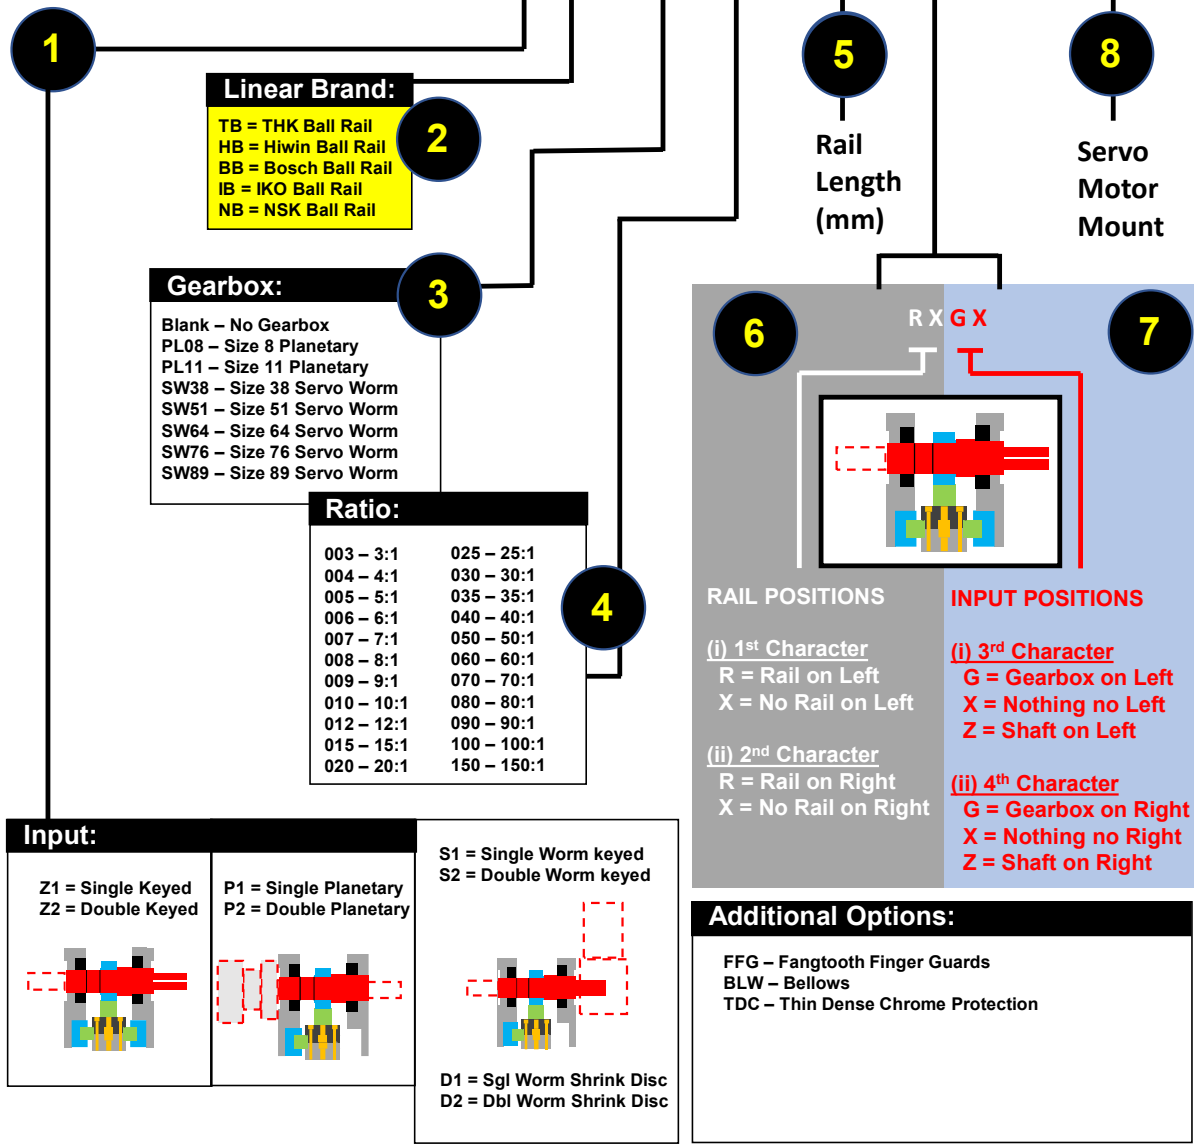 1
5
8
Linear Brand:
2
TB = THK Ball Rail
HB = Hiwin Ball Rail
BB = Bosch Ball Rail
IB = IKO Ball Rail
NB = NSK Ball Rail
Rail
Length
(mm)
Servo
Motor
Mount
Gearbox:
3
Blank – No Gearbox
PL08 – Size 8 Planetary
PL11 – Size 11 Planetary
SW38 – Size 38 Servo Worm
SW51 – Size 51 Servo Worm
SW64 – Size 64 Servo Worm
SW76 – Size 76 Servo Worm
SW89 – Size 89 Servo Worm
Ratio:
4
003 – 3:1
004 – 4:1
005 – 5:1
006 – 6:1
007 – 7:1
008 – 8:1
009 – 9:1
010 – 10:1
012 – 12:1
015 – 15:1
020 – 20:1
025 – 25:1
030 – 30:1
035 – 35:1
040 – 40:1
050 – 50:1
060 – 60:1
070 – 70:1
080 – 80:1
090 – 90:1
100 – 100:1
150 – 150:1
6
R X G X
7
RAIL POSITIONS
(i) 1st Character
R = Rail on Left
X = No Rail on Left
(ii) 2nd Character
R = Rail on Right
X = No Rail on Right
INPUT POSITIONS
(i) 3rd Character
G = Gearbox on Left
X = Nothing no Left
Z = Shaft on Left
(ii) 4th Character
G = Gearbox on Right
X = Nothing no Right
Z = Shaft on Right
Input:
Z1 = Single Keyed
Z2 = Double Keyed
P1 = Single Planetary
P2 = Double Planetary
S1 = Single Worm keyed
S2 = Double Worm keyed
D1 = Sgl Worm Shrink Disc
D2 = Dbl Worm Shrink Disc
Additional Options:
FFG – Fangtooth Finger Guards
BLW – Bellows
TDC – Thin Dense Chrome Protection